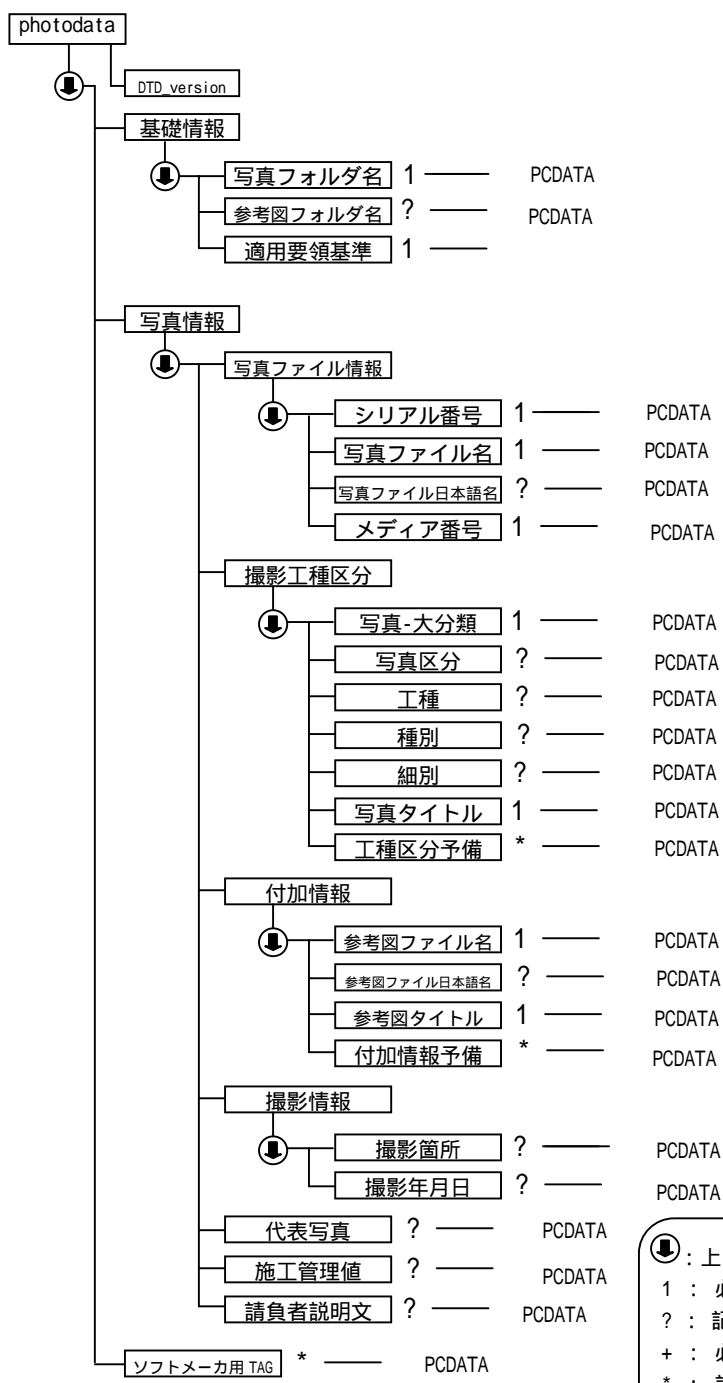 photodata
DTD_version
基礎情報
写真フォルダ名 1 PCDATA
参考図フォルダ名 ? PCDATA
適用要領基準 1
写真情報
写真ファイル情報
シリアル番号 1 PCDATA
写真ファイル名 1 PCDATA
写真ファイル日本語名 ? PCDATA
メディア番号 1 PCDATA
撮影工種区分
写真-大分類 1 PCDATA
写真区分 ? PCDATA
工種 ? PCDATA
種別 ? PCDATA
細別 ? PCDATA
写真タイトル 1 PCDATA
工種区分予備 * PCDATA
付加情報
参考図ファイル名 1 PCDATA
参考図ファイル日本語名 ? PCDATA
参考図タイトル 1 PCDATA
付加情報予備 * PCDATA
撮影情報
撮影箇所 ? PCDATA
撮影年月日 ? PCDATA
代表写真 ? PCDATA
施工管理値 ? PCDATA
請負者説明文 ? PCDATA
ソフトメーカ用 TAG * PCDATA
: 上
1 : 必
? : 記
+ : 必
* :